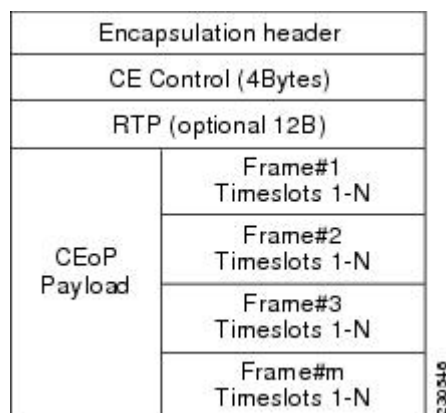 Encapsulation header
CE Control (4Bytes)
RTP (optional 12B)
CEoP
Payload
Frame#1
Timeslots 1-N
Frame#2
Timeslots 1-N
Frame#3
Timeslots 1-N
Frame#m
Timeslots 1-N